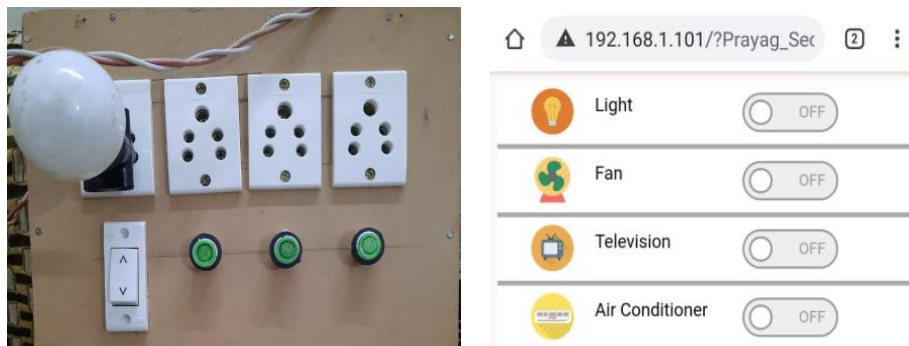 192.168.1.101/?Prayag_Sec
2
Light
OFF
Fan
OFF
Television
OFF
Air Conditioner
OFF